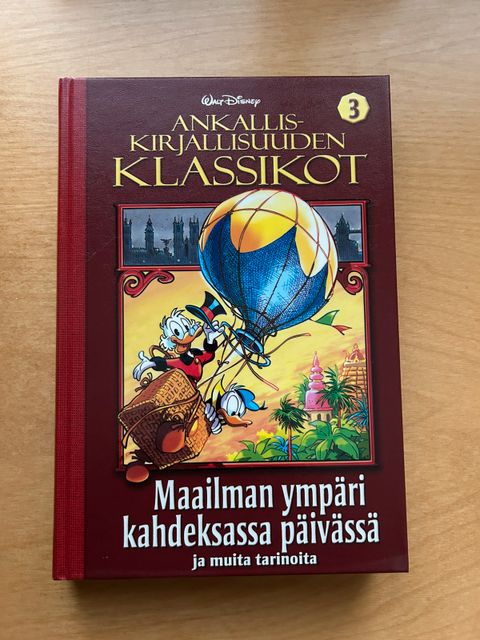 Walt Disney
3
ANKALLIS-
KIRJALLISUUDEN
KLASSIKOT
Maailman ympäri
kahdeksassa päivässä
ja muita tarinoita